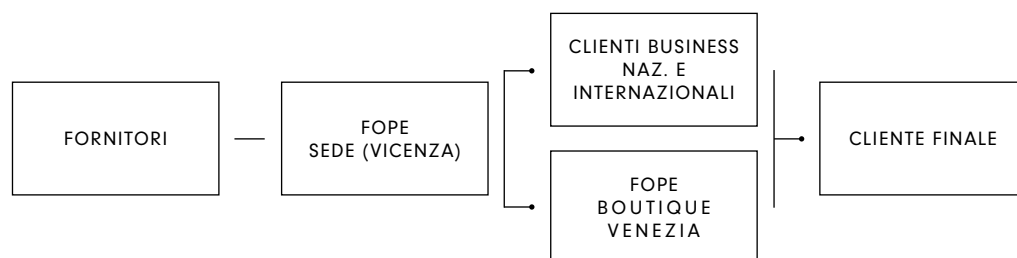 FORNITORI
FOPE
SEDE (VICENZA)
CLIENTI BUSINESS
NAZ. E
INTERNAZIONALI
FOPE
BOUTIQUE
VENEZIA
CLIENTE FINALE